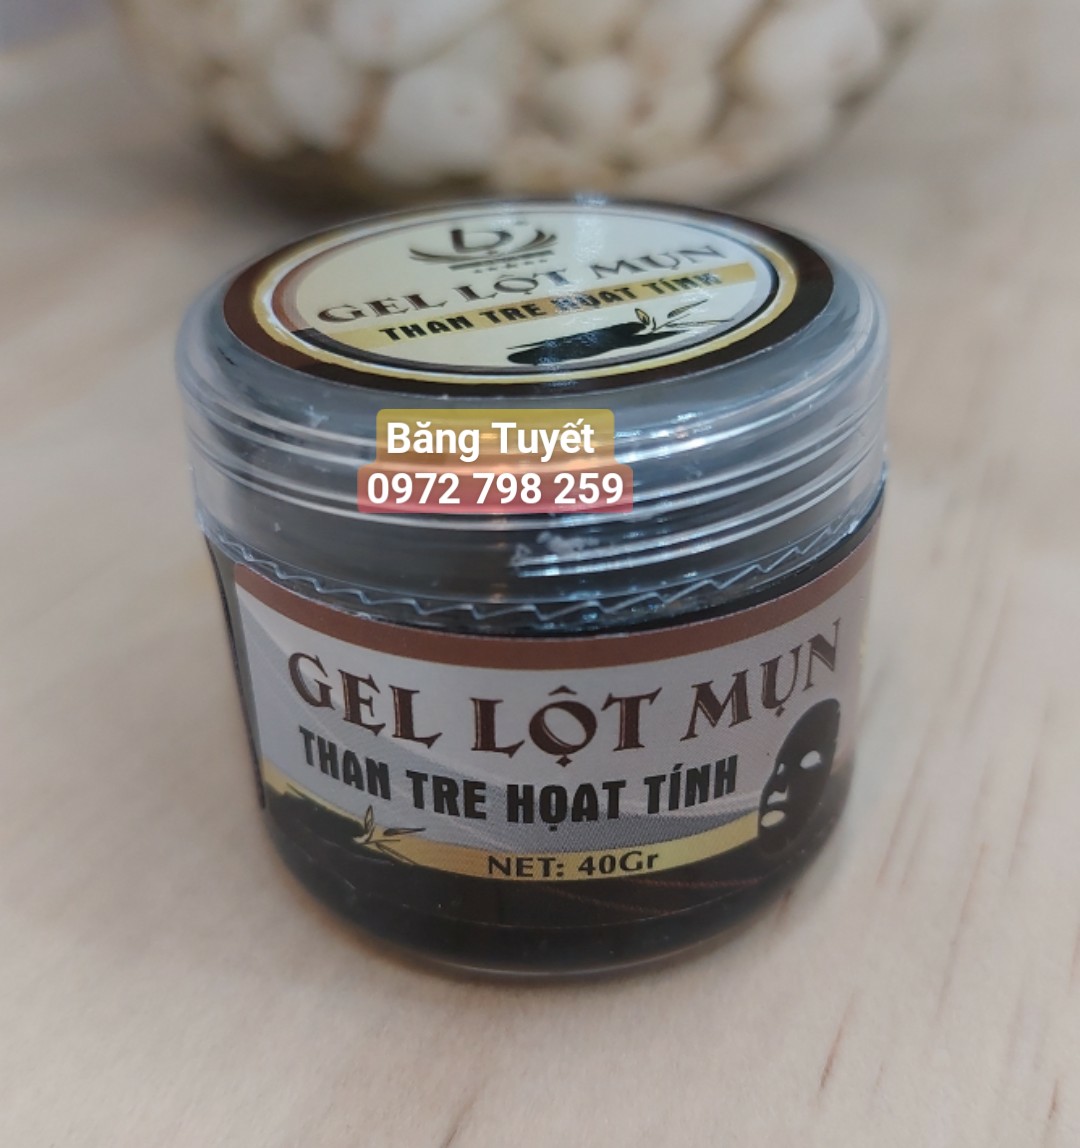 GEL LỘT MỤN
THAN TRE HOẠT TÍNH
Băng Tuyết
0972 798 259
GEL LỘT MỤN
THAN TRE HOẠT TÍNH
NET: 40Gr